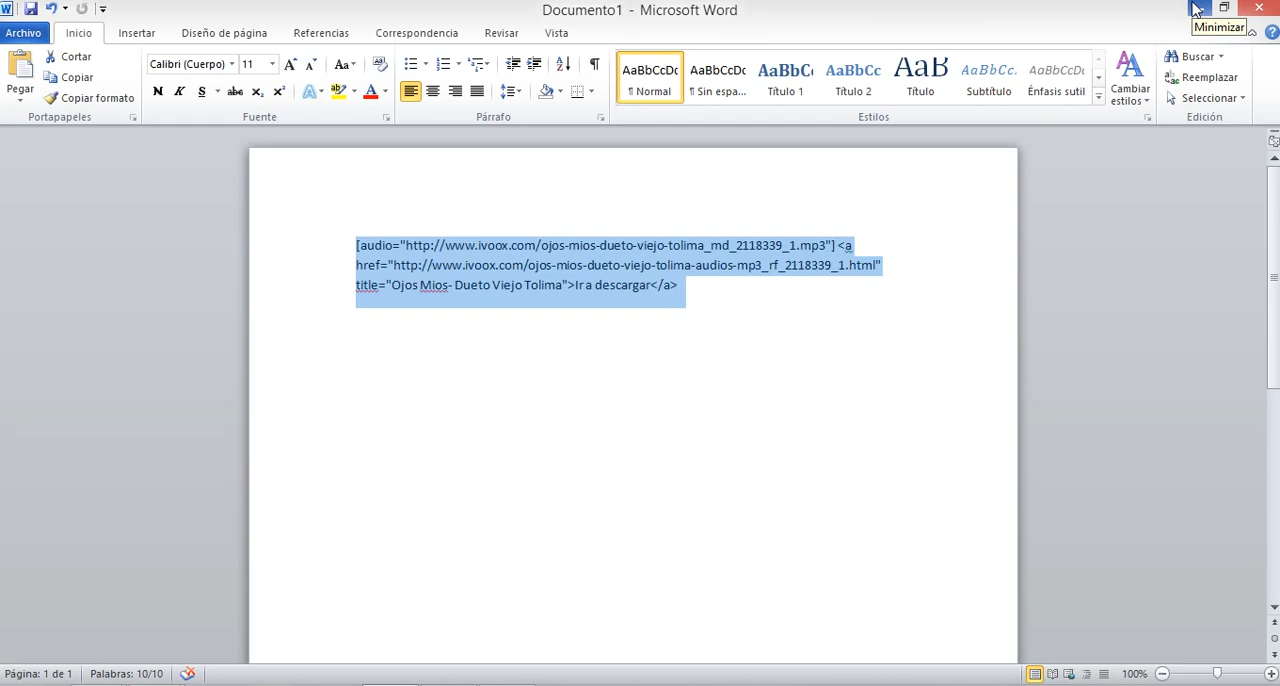 Documento1 - Microsoft Word
Minimizar
Archivo Inicio Insertar Diseño de página Referencias Correspondencia Revisar Vista
Pegar
Cortar
Copiar
Copiar formato
Portapapeles
Calibri (Cuerpo) 11
Fuente
Párrafo
AaBbCcDc AaBbCcDc AaBbC AaBbCc AaB AaBbCc. AaBbCcDc
¶ Normal ¶ Sin espa... Título 1 Título 2 Título Subtítulo Énfasis sutil
Estilos
Cambiar
estilos
Buscar
Reemplazar
Seleccionar
Edición
[audio="http://www.ivoox.com/ojos-mios-dueto-viejo-tolima_md_2118339_1.mp3"] <a
href="http://www.ivoox.com/ojos-mios-dueto-viejo-tolima-audios-mp3_rf_2118339_1.html"
title="Ojos Mios- Dueto Viejo Tolima">Ir a descargar</a>
Página: 1 de 1 Palabras: 10/10 100%